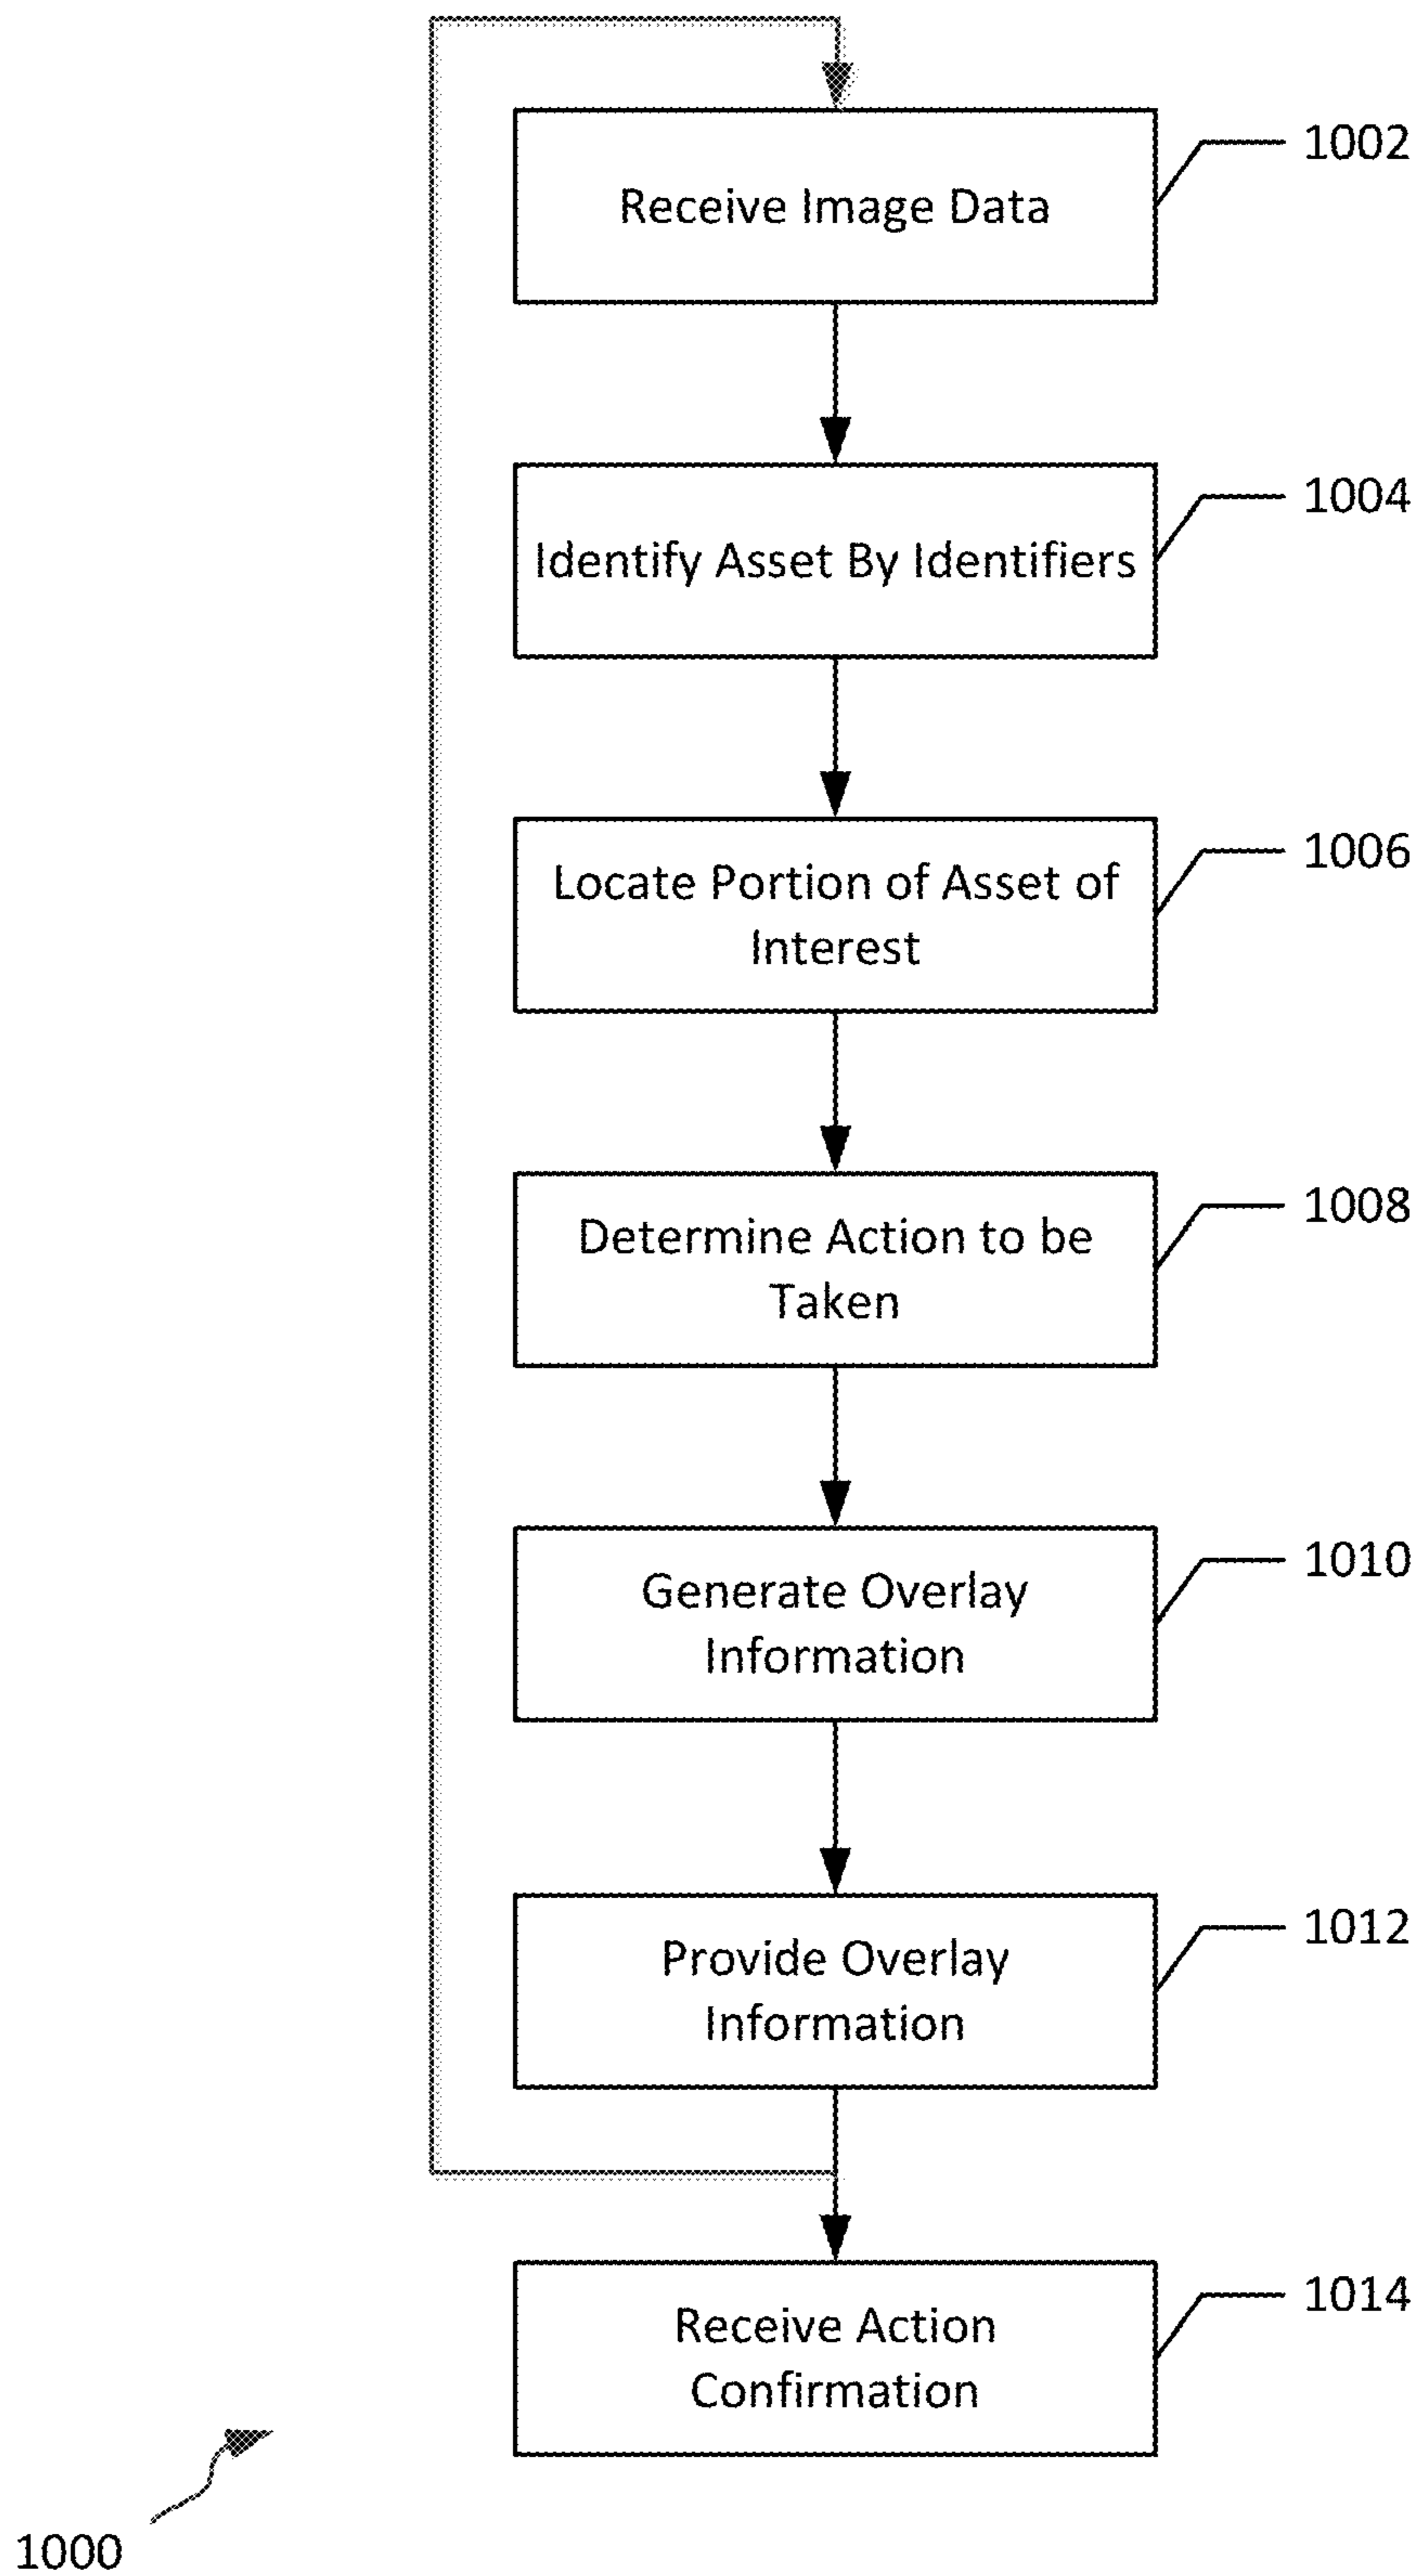 Receive Image Data
1002
Identify Asset By Identifiers
1004
Locate Portion of Asset of
Interest
1006
Determine Action to be
Taken
1008
Generate Overlay
Information
1010
Provide Overlay
Information
1012
Receive Action
Confirmation
1014
1000